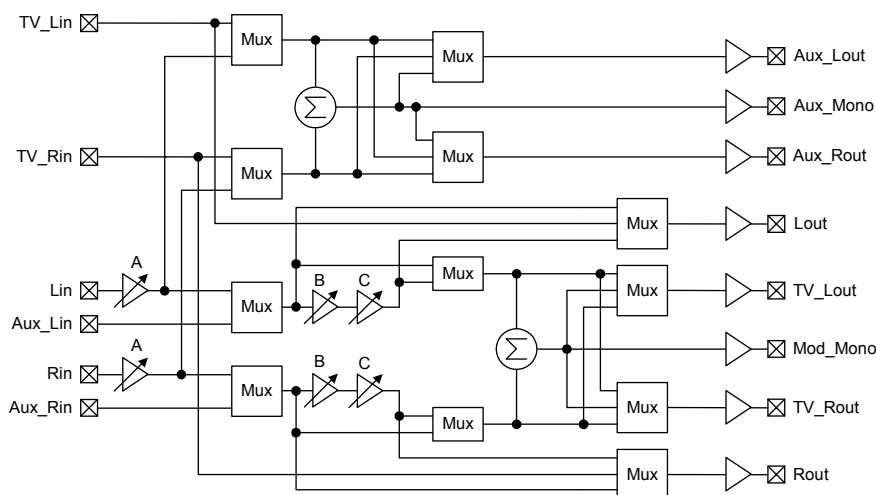 TV_Lin
Mux
Mux
Aux_Lout
Σ
Aux_Mono
TV_Rin
Mux
Mux
Aux_Rout
Mux
Lout
A
B
C
Mux
Lin
Mux
Mux
TV_Lout
Aux_Lin
Σ
Mod_Mono
A
B
C
Rin
Mux
Mux
TV_Rout
Aux_Rin
Mux
Mux
Rout